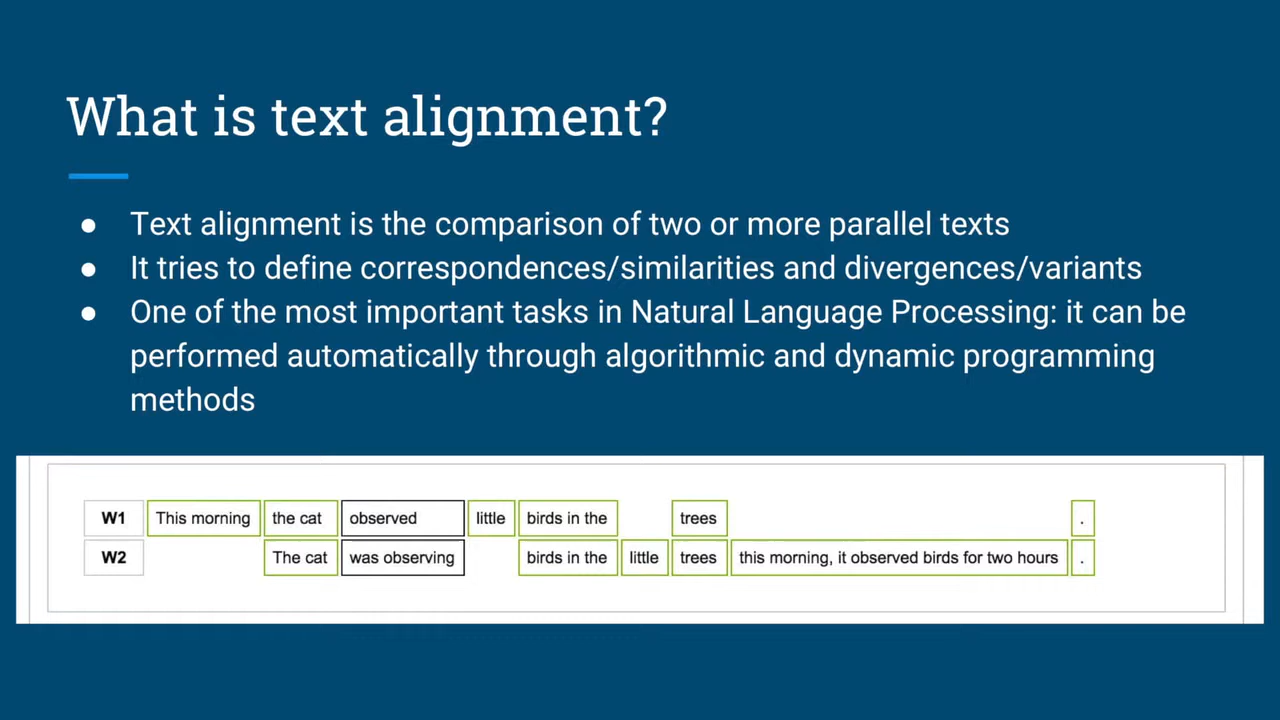 What is text alignment?
● Text alignment is the comparison of two or more parallel texts
● It tries to define correspondences/similarities and divergences/variants
● One of the most important tasks in Natural Language Processing: it can be
performed automatically through algorithmic and dynamic programming
methods
W1 This morning the cat observed little birds in the trees .
W2 The cat was observing birds in the little trees this morning, it observed birds for two hours .